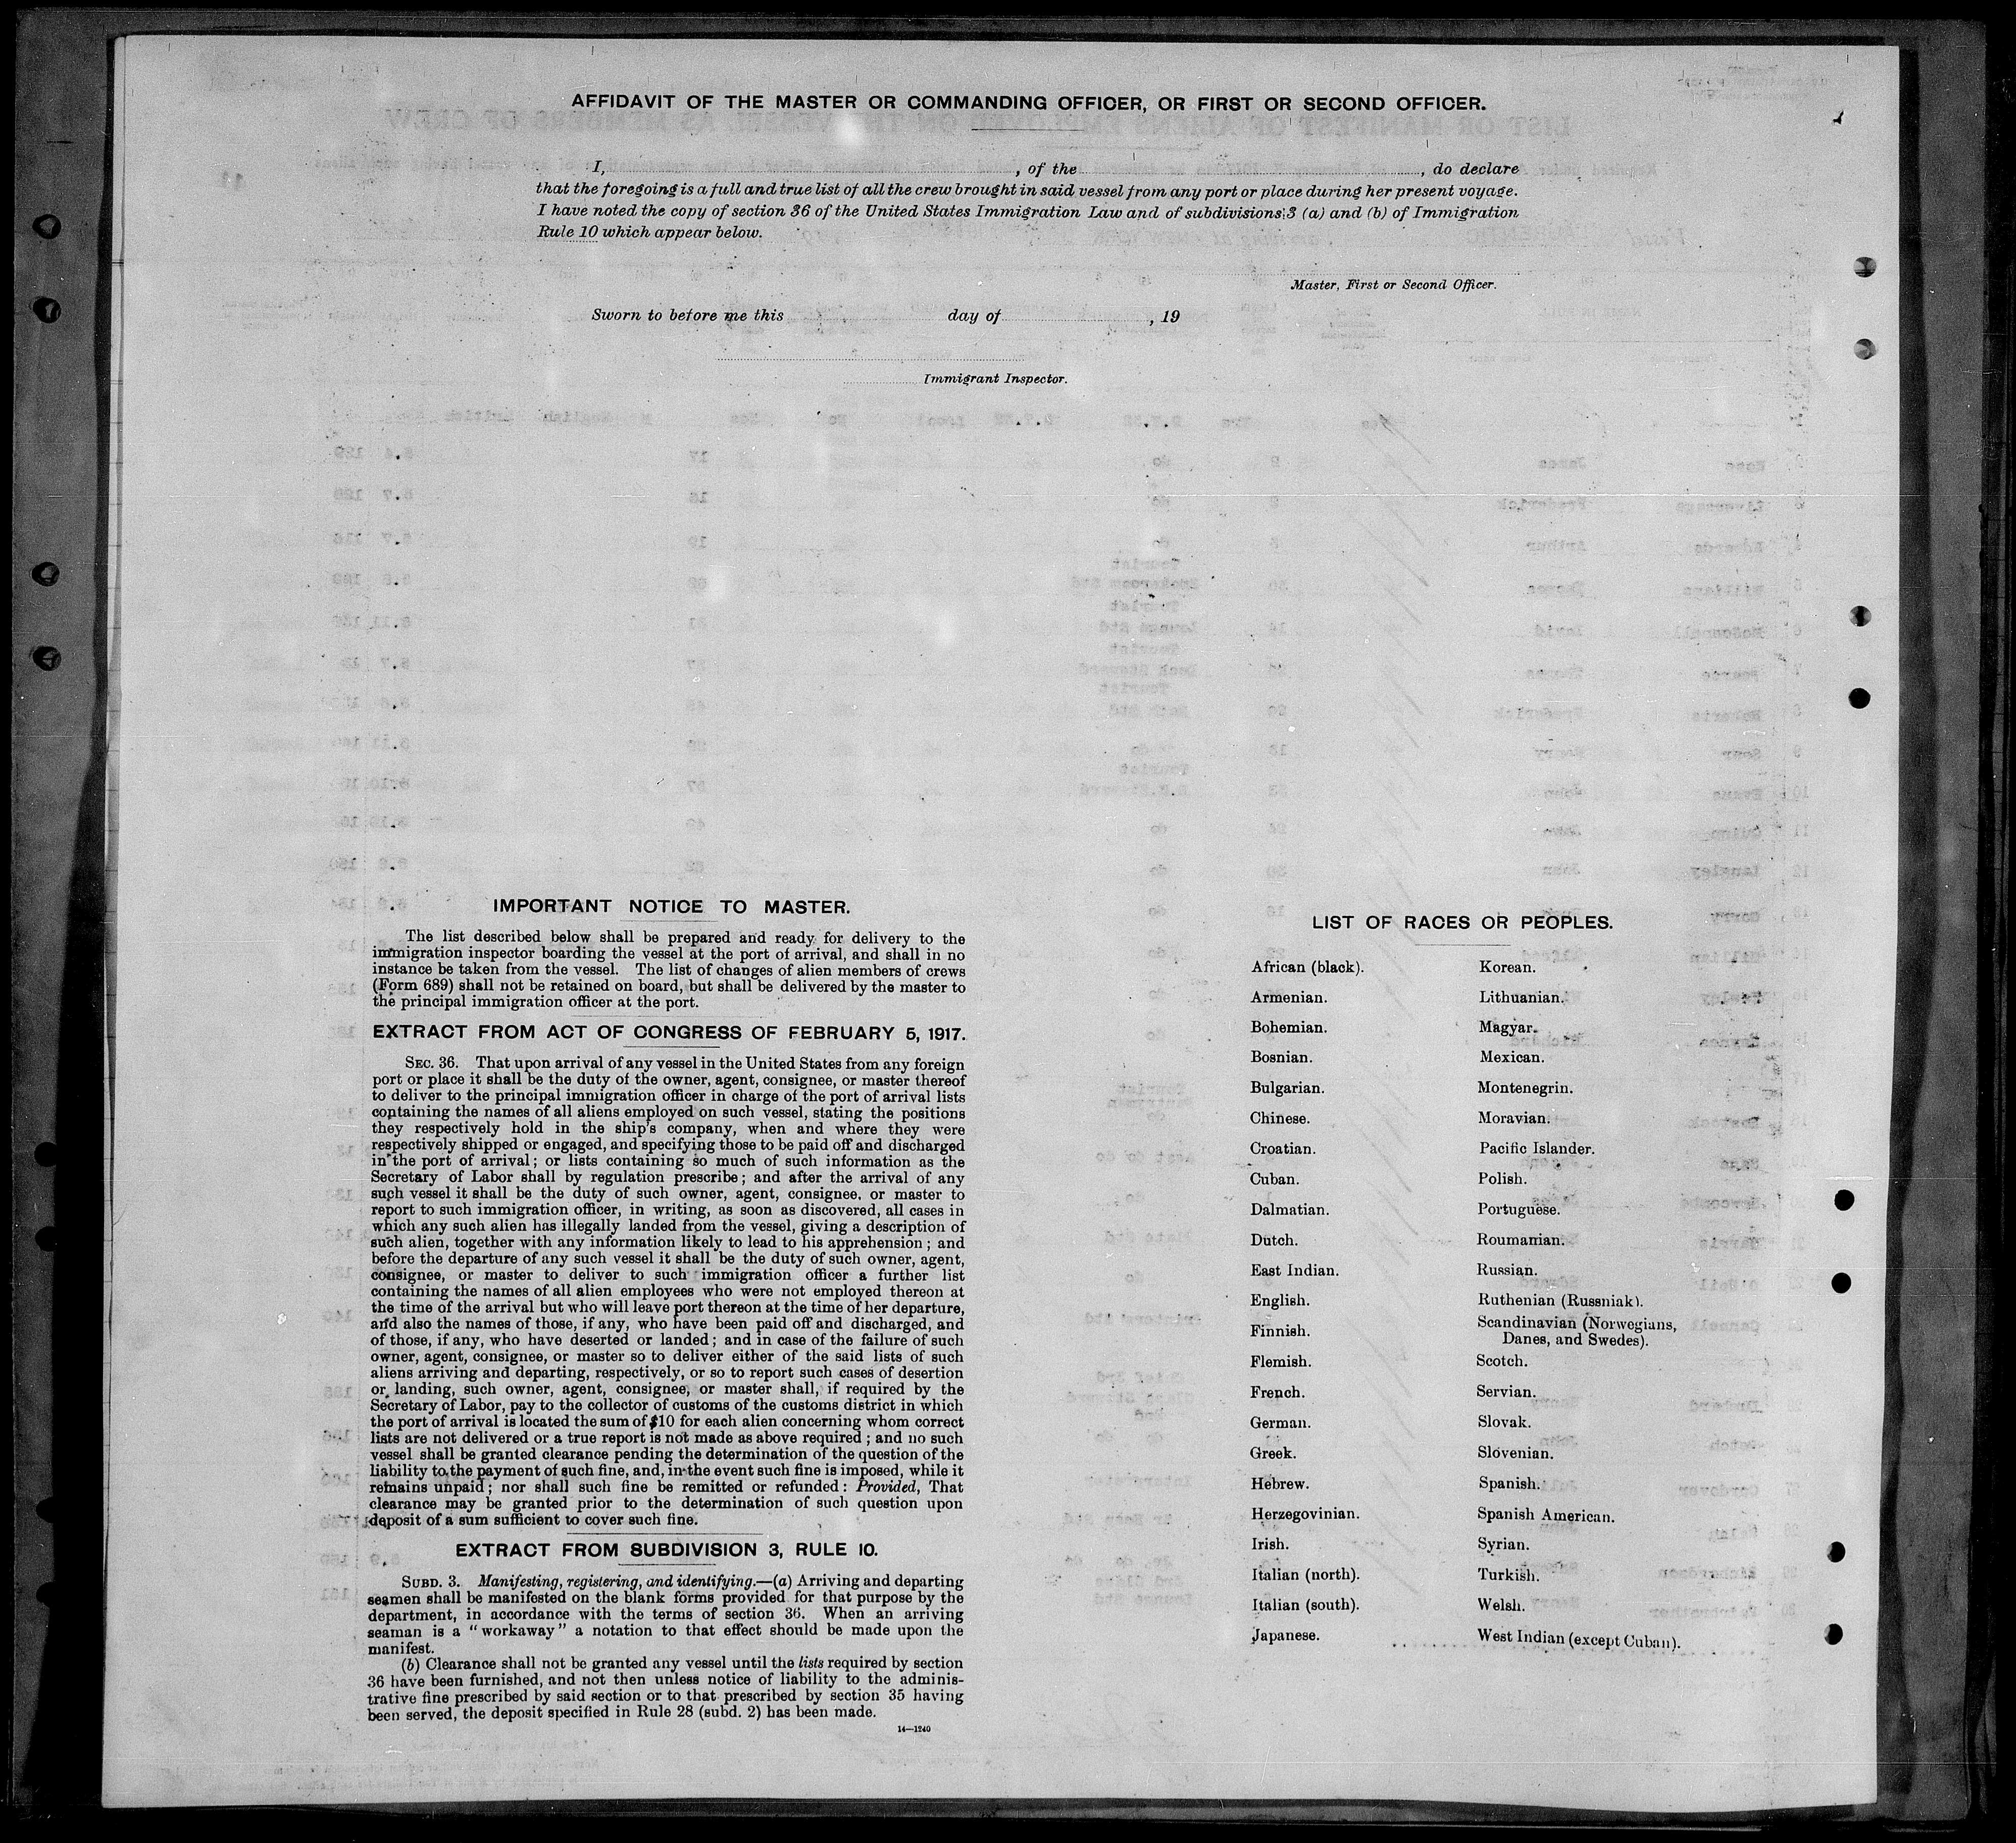 AFFIDAVIT OF THE MASTER OR COMMANDING OFFICER, OR FIRST OR SECOND OFFICER.
I, , of the , do declare
that the foregoing is a full and true list of all the crew brought in said vessel from any port or place during her present voyage.
I have noted the copy of section 36 of the United States Immigration Law and of subdivisions 3 (a) and (b) of Immigration
Rule 10 which appear below.
Master, First or Second Officer.
Sworn to before me this day of , 19
Immigrant Inspector.
IMPORTANT NOTICE TO MASTER.
The list described below shall be prepared and ready for delivery to the
immigration inspector boarding the vessel at the port of arrival, and shall in no
instance be taken from the vessel. The list of changes of alien members of crews
(Form 689) shall not be retained on board, but shall be delivered by the master to
the principal immigration officer at the port.
EXTRACT FROM ACT OF CONGRESS OF FEBRUARY 5, 1917.
SEC. 36. That upon arrival of any vessel in the United States from any foreign
port or place it shall be the duty of the owner, agent, consignee, or master thereof
to deliver to the principal immigration officer in charge of the port of arrival lists
containing the names of all aliens employed on such vessel, stating the positions
they respectively hold in the ship's company, when and where they were
respectively shipped or engaged, and specifying those to be paid off and discharged
in the port of arrival; or lists containing so much of such information as the
Secretary of Labor shall by regulation prescribe; and after the arrival of any
such vessel it shall be the duty of such owner, agent, consignee, or master to
report to such immigration officer, in writing, as soon as discovered, all cases in
which any such alien has illegally landed from the vessel, giving a description of
such alien, together with any information likely to lead to his apprehension; and
before the departure of any such vessel it shall be the duty of such owner, agent,
consignee, or master to deliver to such immigration officer a further list
containing the names of all alien employees who were not employed thereon at
the time of the arrival but who will leave port thereon at the time of her departure,
and also the names of those, if any, who have been paid off and discharged, and
of those, if any, who have deserted or landed; and in case of the failure of such
owner, agent, consignee, or master so to deliver either of the said lists of such
aliens arriving and departing, respectively, or so to report such cases of desertion
or landing, such owner, agent, consignee, or master shall, if required by the
Secretary of Labor, pay to the collector of customs of the customs district in which
the port of arrival is located the sum of $10 for each alien concerning whom correct
lists are not delivered or a true report is not made as above required; and no such
vessel shall be granted clearance pending the determination of the question of the
liability to the payment of such fine, and, in the event such fine is imposed, while it
remains unpaid; nor shall such fine be remitted or refunded: Provided, That
clearance may be granted prior to the determination of such question upon
deposit of a sum sufficient to cover such fine.
EXTRACT FROM SUBDIVISION 3, RULE 10.
SUBD. 3. Manifesting, registering, and identifying.—(a) Arriving and departing
seamen shall be manifested on the blank forms provided for that purpose by the
department, in accordance with the terms of section 36. When an arriving
seaman is a "workaway" a notation to that effect should be made upon the
manifest.
(b) Clearance shall not be granted any vessel until the lists required by section
36 have been furnished, and not then unless notice of liability to the adminis-
trative fine prescribed by said section or to that prescribed by section 35 having
been served, the deposit specified in Rule 28 (subd. 2) has been made.
14—1240
LIST OF RACES OR PEOPLES.
African (black).
Armenian.
Bohemian.
Bosnian.
Bulgarian.
Chinese.
Croatian.
Cuban.
Dalmatian.
Dutch.
East Indian.
English.
Finnish.
Flemish.
French.
German.
Greek.
Hebrew.
Herzegovinian.
Irish.
Italian (north).
Italian (south).
Japanese.
Korean.
Lithuanian.
Magyar.
Mexican.
Montenegrin.
Moravian.
Pacific Islander.
Polish.
Portuguese.
Roumanian.
Russian.
Ruthenian (Russniak).
Scandinavian (Norwegians,
Danes, and Swedes).
Scotch.
Servian.
Slovak.
Slovenian.
Spanish.
Spanish American.
Syrian.
Turkish.
Welsh.
West Indian (except Cuban).